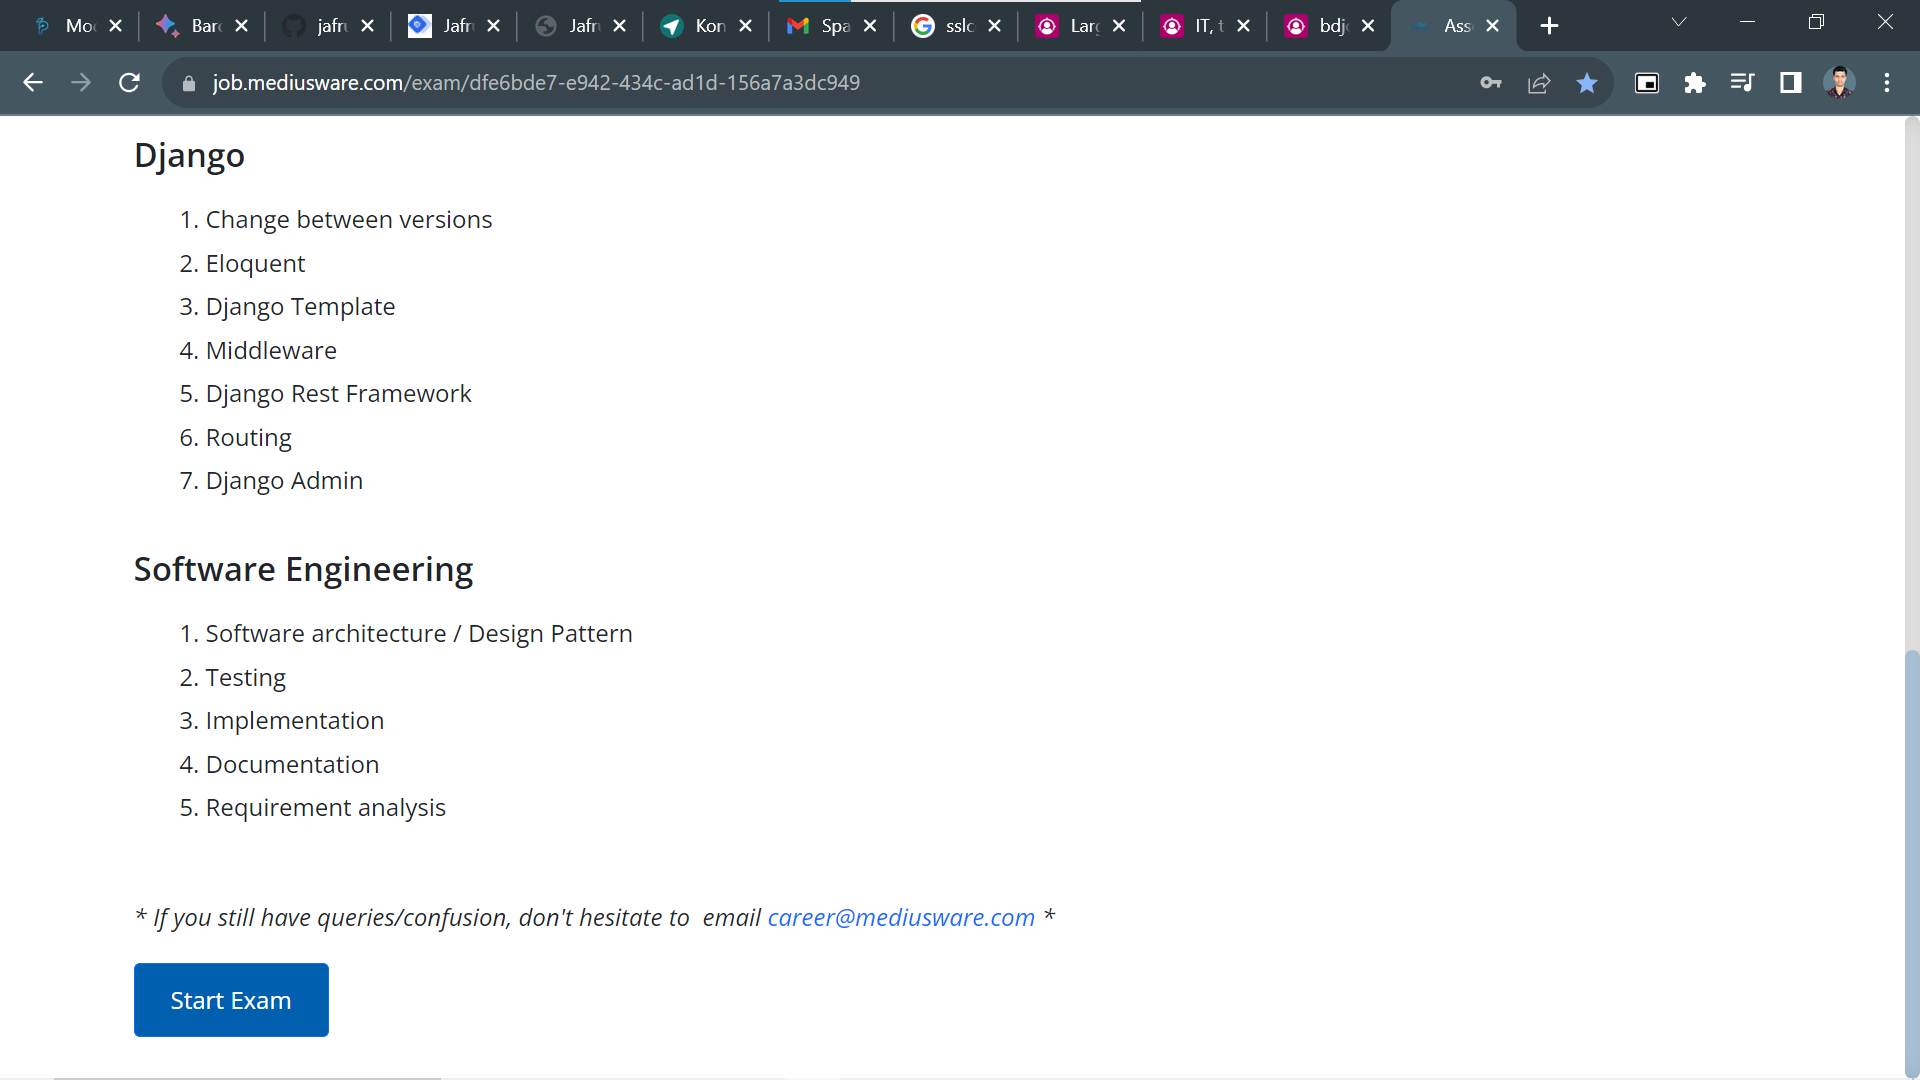 Mo
Bar
jafr
Jafr
Jafr
Kon
Spa
sslc
Larg
IT, t
bdj
Ass
job.mediusware.com/exam/dfe6bde7-e942-434c-ad1d-156a7a3dc949
Django
1. Change between versions
2. Eloquent
3. Django Template
4. Middleware
5. Django Rest Framework
6. Routing
7. Django Admin
Software Engineering
1. Software architecture / Design Pattern
2. Testing
3. Implementation
4. Documentation
5. Requirement analysis
* If you still have queries/confusion, don't hesitate to  email career@mediusware.com *
Start Exam